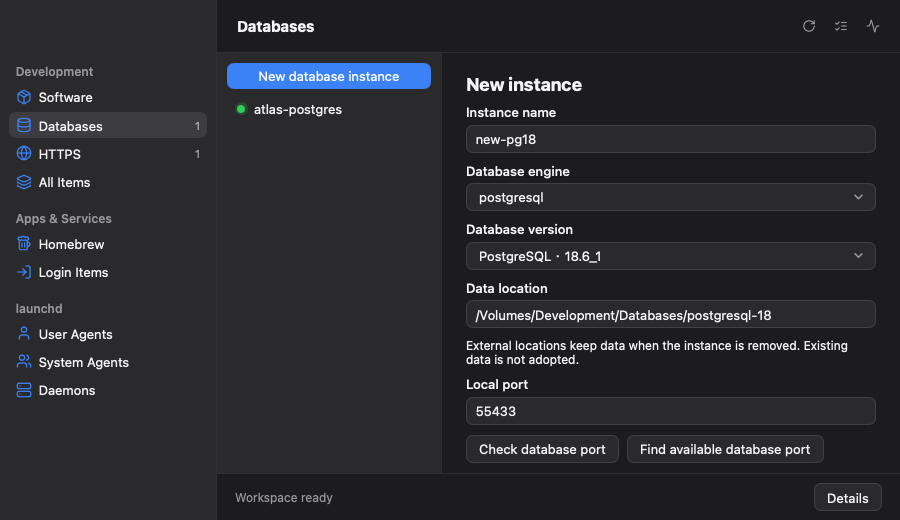 Databases
Development
Software
Databases 1
HTTPS 1
All Items
Apps & Services
Homebrew
Login Items
launchd
User Agents
System Agents
Daemons
New database instance
atlas-postgres
New instance
Instance name
new-pg18
Database engine
postgresql
Database version
PostgreSQL · 18.6_1
Data location
/Volumes/Development/Databases/postgresql-18
External locations keep data when the instance is removed. Existing
data is not adopted.
Local port
55433
Check database port Find available database port
Workspace ready Details